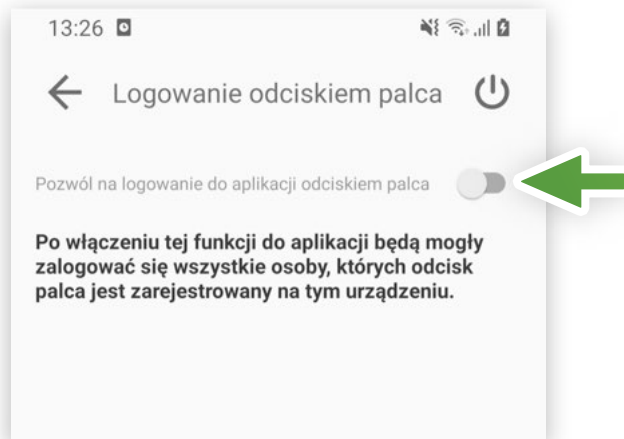 13:26
Logowanie odciskiem palca
Pozwól na logowanie do aplikacji odciskiem palca
Po włączeniu tej funkcji do aplikacji będą mogły
zalogować się wszystkie osoby, których odcisk
palca jest zarejestrowany na tym urządzeniu.